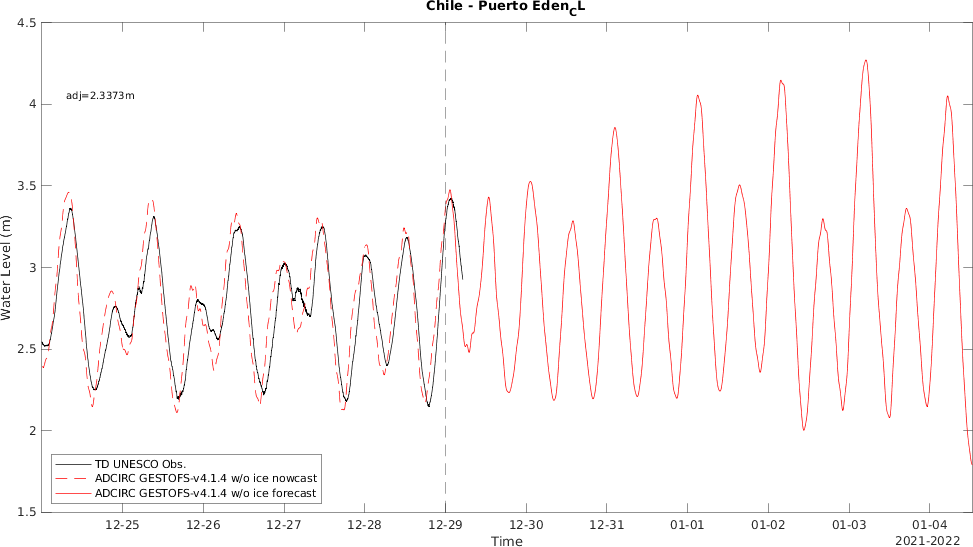 Chile - Puerto Eden_CL
4.5
4
3.5
3
2.5
2
1.5
Water Level (m)
adj=2.3373m
TD UNESCO Obs.
ADCIRC GESTOFS-v4.1.4 w/o ice nowcast
ADCIRC GESTOFS-v4.1.4 w/o ice forecast
12-25 12-26 12-27 12-28 12-29 12-30 12-31 01-01 01-02 01-03 01-04
Time
2021-2022